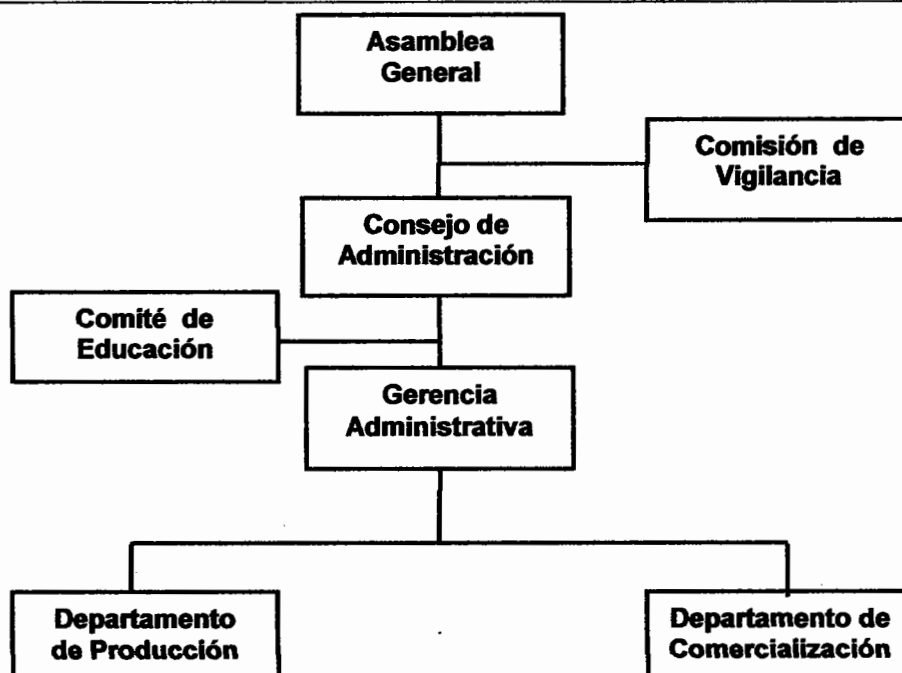 Asamblea
General
Comisión de
Vigilancia
Consejo de
Administración
Comité de
Educación
Gerencia
Administrativa
Departamento
de Producción
Departamento de
Comercialización